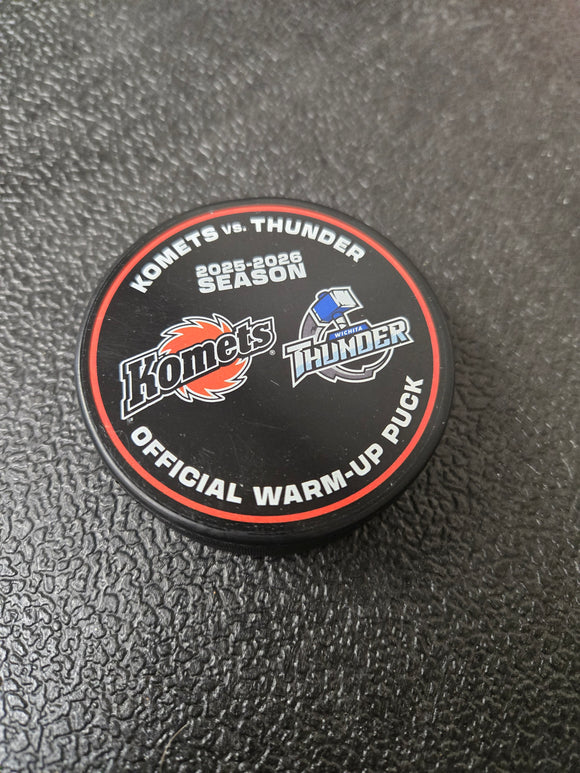 KOMETS VS. THUNDER
2025-2026
SEASON
Komets®
WICHITA
THUNDER
OFFICIAL WARM-UP PUCK